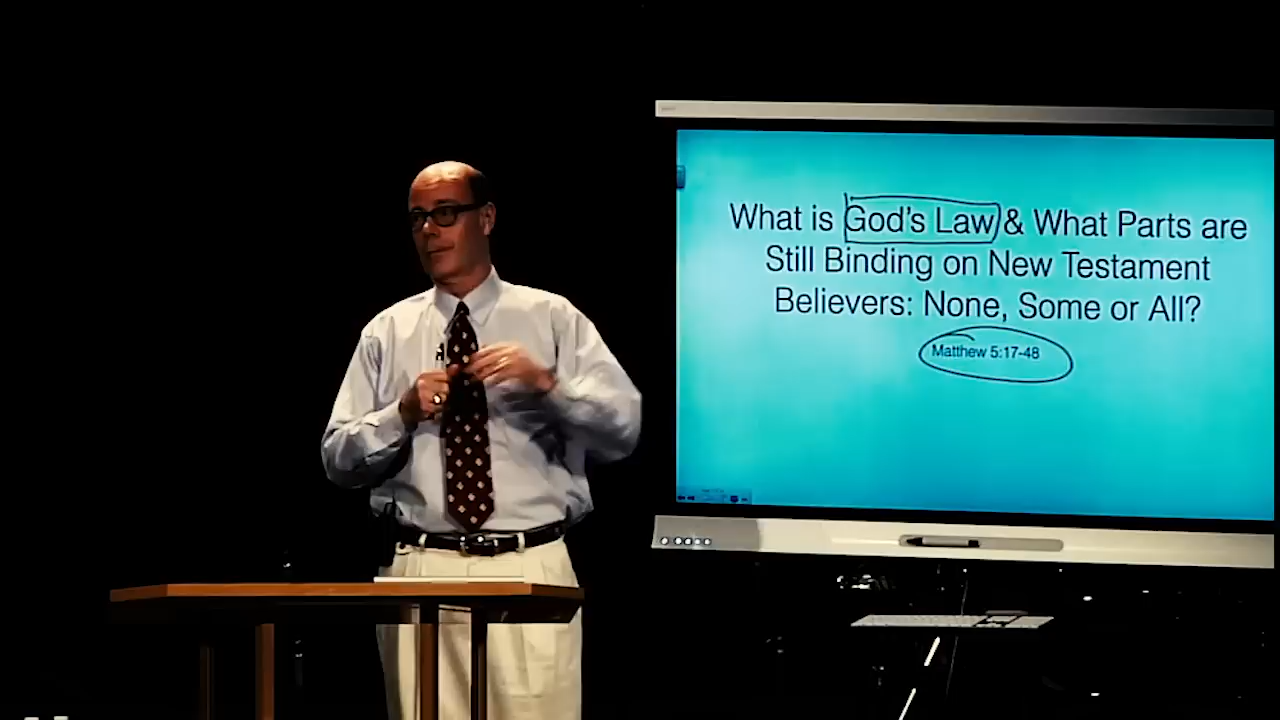 What is God's Law & What Parts are
Still Binding on New Testament
Believers: None, Some or All?
Matthew 5:17-48